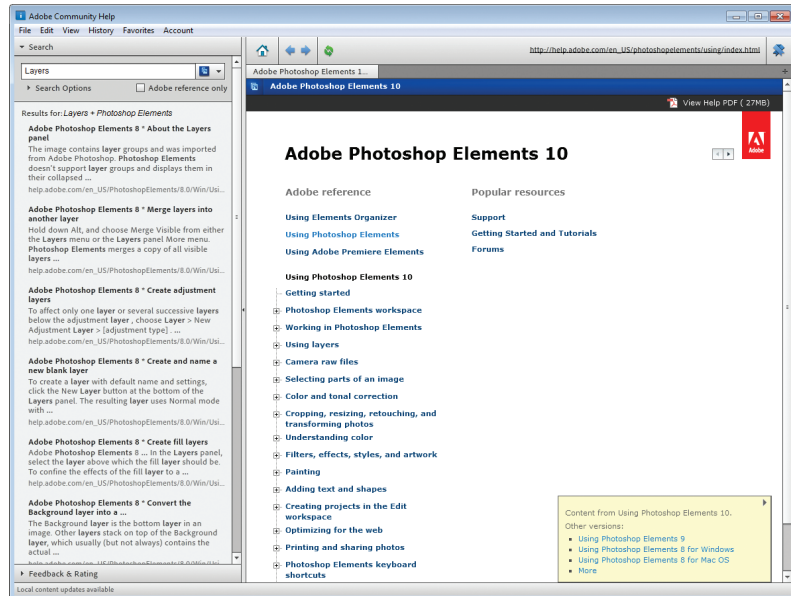 Adobe Community Help
File Edit View History Favorites Account
Search
Layers
Search Options
Adobe reference only
Results for: Layers + Photoshop Elements
Adobe Photoshop Elements 8 * About the Layers
panel
The image contains layer groups and was imported
from Adobe Photoshop. Photoshop Elements
doesn't support layer groups and displays them in
their collapsed ...
help.adobe.com/en_US/PhotoshopElements/8.0/Win/Usi...
Adobe Photoshop Elements 8 * Merge layers into
another layer
Hold down Alt, and choose Merge Visible from either
the Layers menu or the Layers panel More menu.
Photoshop Elements merges a copy of all visible
layers ...
help.adobe.com/en_US/PhotoshopElements/8.0/Win/Usi...
Adobe Photoshop Elements 8 * Create adjustment
layers
To affect only one layer or several successive layers
below the adjustment layer , choose Layer > New
Adjustment Layer > [adjustment type] . ...
help.adobe.com/en_US/PhotoshopElements/8.0/Win/Usi...
Adobe Photoshop Elements 8 * Create and name a
new blank layer
To create a layer with default name and settings,
click the New Layer button at the bottom of the
Layers panel. The resulting layer uses Normal mode
with ...
help.adobe.com/en_US/PhotoshopElements/8.0/Win/Usi...
Adobe Photoshop Elements 8 * Create fill layers
Adobe Photoshop Elements 8 ... In the Layers panel,
select the layer above which the fill layer should be.
To confine the effects of the fill layer to a ...
help.adobe.com/en_US/PhotoshopElements/8.0/Win/Usi...
Adobe Photoshop Elements 8 * Convert the
Background layer into a ...
The Background layer is the bottom layer in an
image. Other layers stack on top of the Background
layer, which usually (but not always) contains the
actual ...
help.adobe.com/en_US/PhotoshopElements/8.0/Win/Usi...
Feedback & Rating
Local content updates available
http://help.adobe.com/en_US/photoshopelements/using/index.html
Adobe Photoshop Elements 1...
Adobe Photoshop Elements 10
View Help PDF ( 27MB)
Adobe Photoshop Elements 10
Adobe
Adobe reference
Using Elements Organizer
Using Photoshop Elements
Using Adobe Premiere Elements
Popular resources
Support
Getting Started and Tutorials
Forums
Using Photoshop Elements 10
Getting started
Photoshop Elements workspace
Working in Photoshop Elements
Using layers
Camera raw files
Selecting parts of an image
Color and tonal correction
Cropping, resizing, retouching, and
transforming photos
Understanding color
Filters, effects, styles, and artwork
Painting
Adding text and shapes
Creating projects in the Edit
workspace
Optimizing for the web
Printing and sharing photos
Photoshop Elements keyboard
shortcuts
Content from Using Photoshop Elements 10.
Other versions:
Using Photoshop Elements 9
Using Photoshop Elements 8 for Windows
Using Photoshop Elements 8 for Mac OS
More